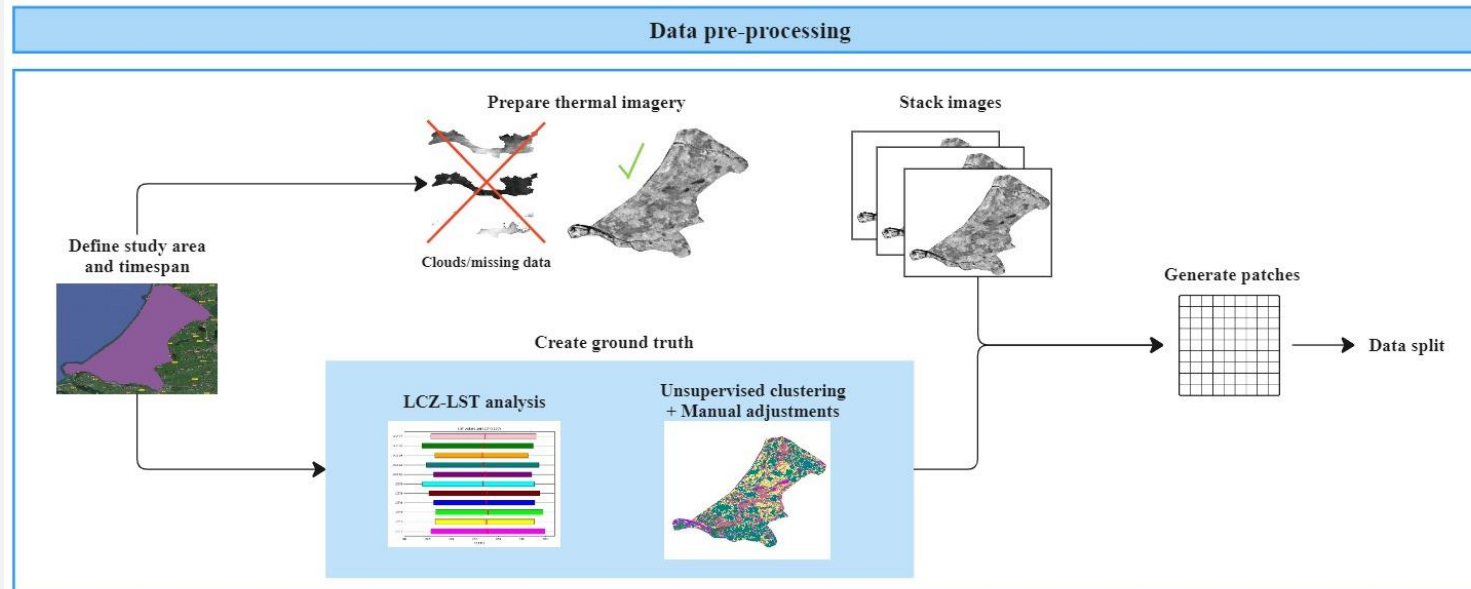 Data pre-processing
Prepare thermal imagery
Stack images
Clouds/missing data
Define study area
and timespan
Generate patches
Data split
Create ground truth
LCZ-LST analysis
Unsupervised clustering
+ Manual adjustments